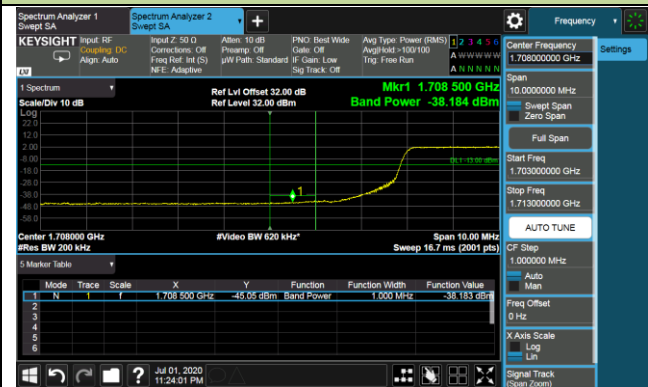 Spectrum Analyzer 1
Swept SA
Spectrum Analyzer 2
Swept SA
Frequency
KEYSIGHT
LXI
Input: RF
Coupling: DC
Align: Auto
Input Z: 50 Ω
Corrections: Off
Freq Ref: Int (S)
NFE: Adaptive
Atten: 10 dB
Preamp: Off
µW Path: Standard
PNO: Best Wide
Gate: Off
IF Gain: Low
Sig Track: Off
Avg Type: Power (RMS)
Avg|Hold:>100/100
Trig: Free Run
1 2 3 4 5 6
A W W W W W
A N N N N N
Center Frequency
1.708000000 GHz
Settings
Span
10.0000000 MHz
Swept Span
Zero Span
Full Span
Start Freq
1.703000000 GHz
Stop Freq
1.713000000 GHz
AUTO TUNE
CF Step
1.000000 MHz
Auto
Man
Freq Offset
0 Hz
X Axis Scale
Log
Lin
Signal Track
(Span Zoom)
1 Spectrum
Scale/Div 10 dB
Ref Lvl Offset 32.00 dB
Ref Level 32.00 dBm
Mkr1 1.708 500 GHz
Band Power -38.184 dBm
Log
22.0
12.0
2.00
-8.00
-18.0
-28.0
-38.0
-48.0
-58.0
DL1 -13.00 dBm
1
Center 1.708000 GHz
#Video BW 620 kHz*
Span 10.00 MHz
#Res BW 200 kHz
Sweep 16.7 ms (2001 pts)
5 Marker Table
Mode Trace Scale X Y Function Function Width Function Value
1 N 1 f 1.708 500 GHz -45.05 dBm Band Power 1.000 MHz -38.183 dBm
2
3
4
5
6
?
Jul 01, 2020
11:24:01 PM